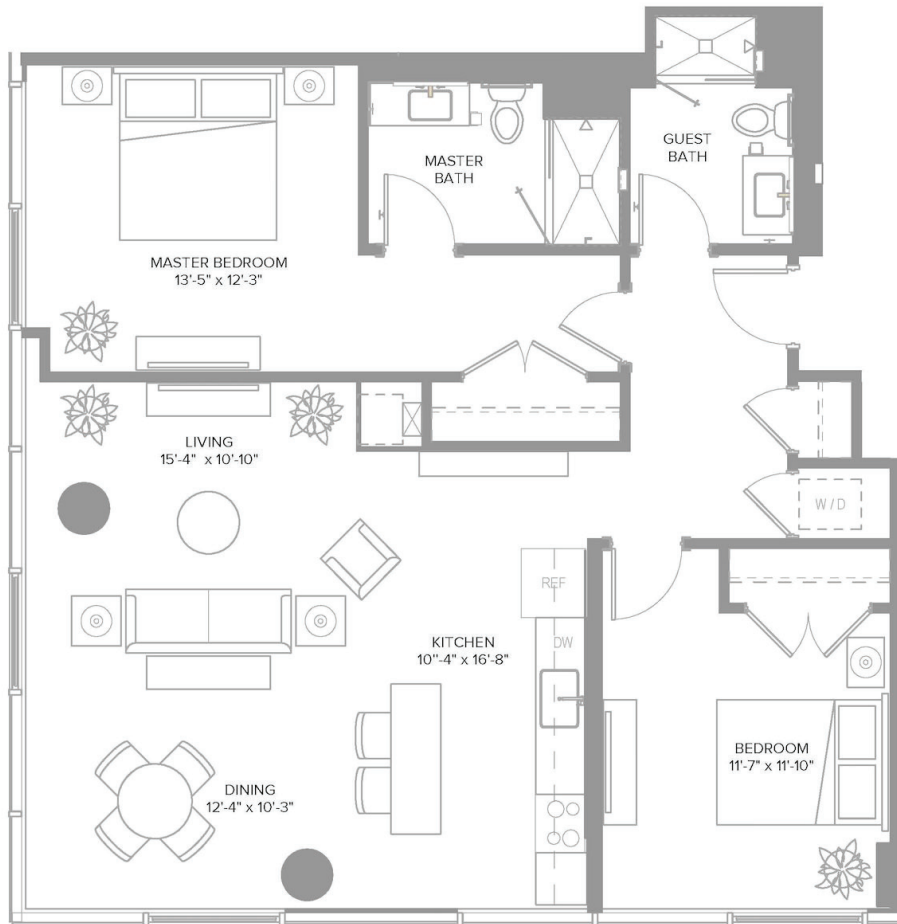 GUEST
BATH
MASTER
BATH
MASTER BEDROOM
13'-5" x 12'-3"
LIVING
15'-4" x 10'-10"
W / D
REF
KITCHEN
10"-4" x 16'-8"
DW
BEDROOM
11'-7" x 11'-10"
DINING
12'-4" x 10'-3"